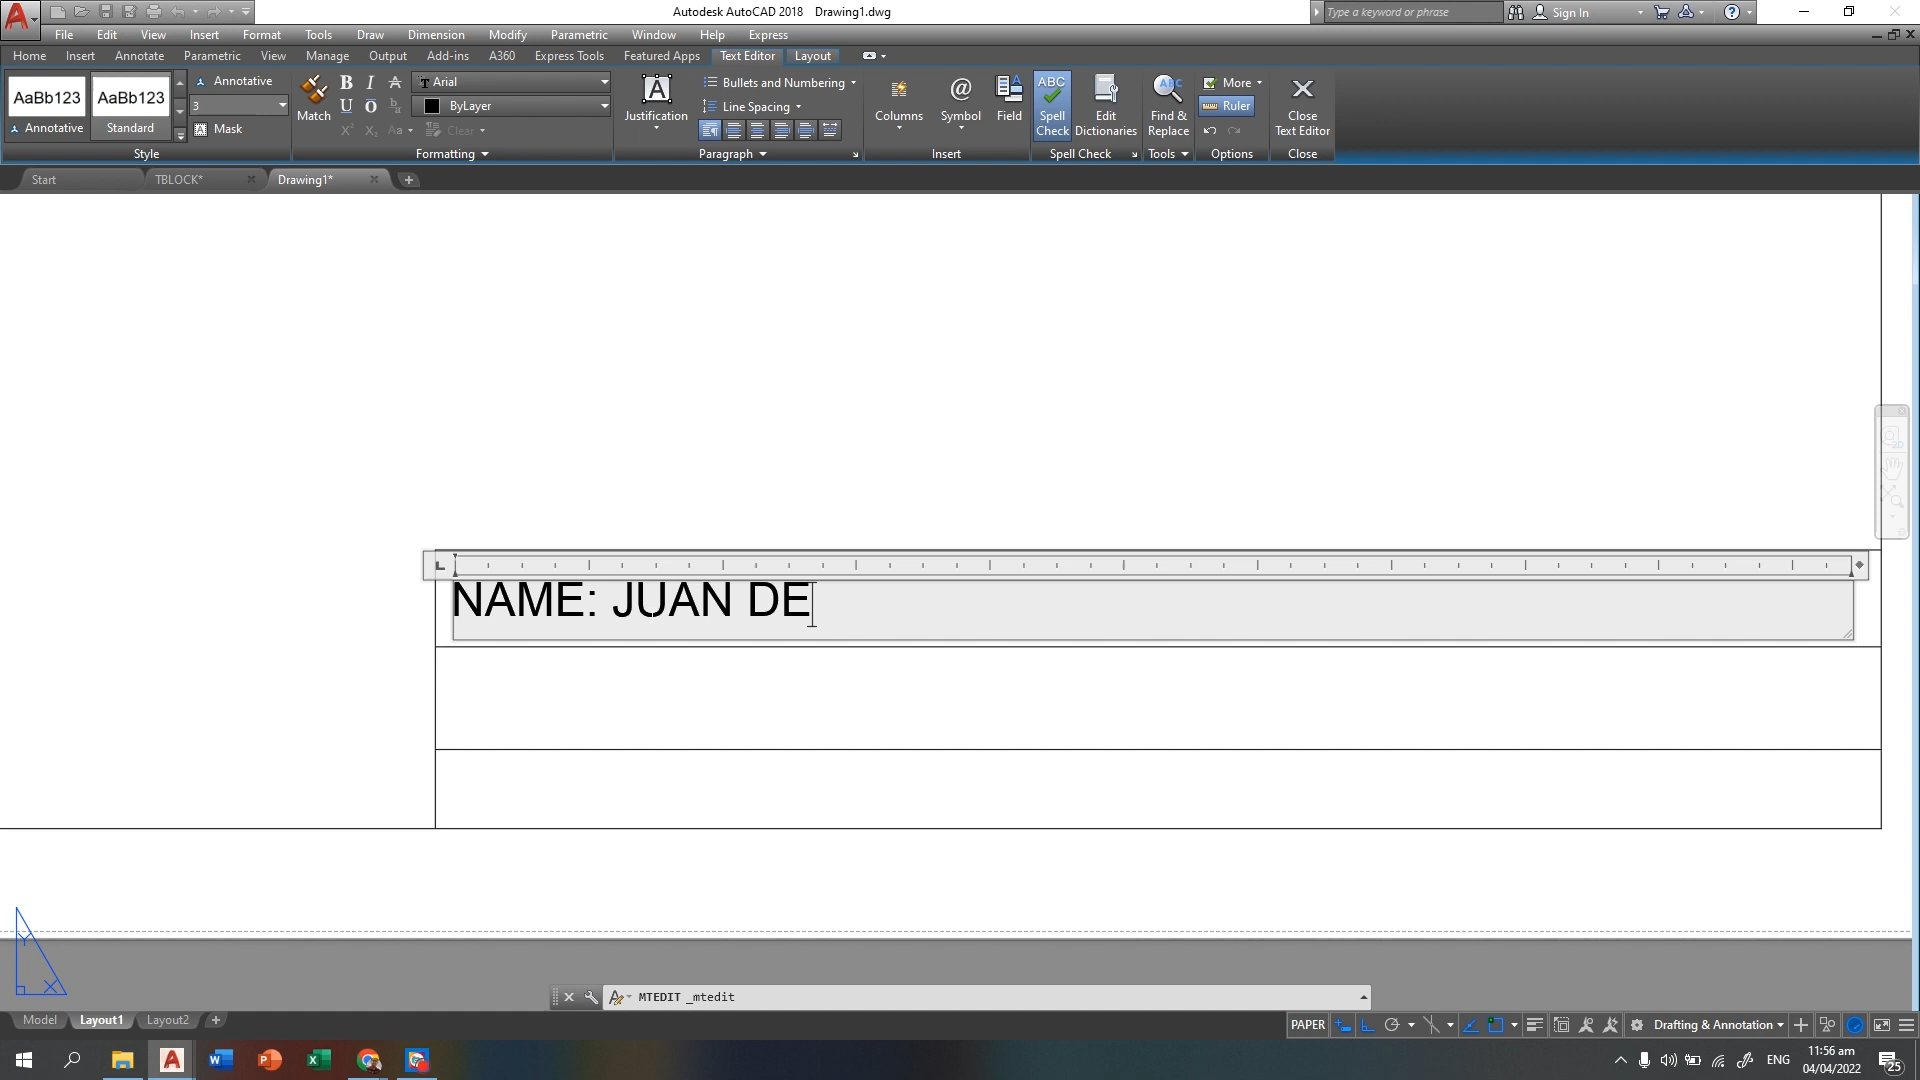 Autodesk AutoCAD 2018 Drawing1.dwg
Type a keyword or phrase
Sign In
File Edit View Insert Format Tools Draw Dimension Modify Parametric Window Help Express
Home Insert Annotate Parametric View Manage Output Add-ins A360 Express Tools Featured Apps Text Editor Layout
AaBb123 AaBb123
Annotative Standard
Annotative
3
Mask
Style
Match
Arial
ByLayer
Clear
Formatting
Justification
Bullets and Numbering
Line Spacing
Paragraph
Columns Symbol Field
Insert
ABC Spell Check
Edit Dictionaries
Spell Check
ABC Find & Replace
Tools
More
Ruler
Options
Close Text Editor
Close
Start TBLOCK* Drawing1*
NAME: JUAN DE
MTEDIT _mtedit
Model Layout1 Layout2
PAPER
Drafting & Annotation
ENG
11:56 am
04/04/2022
25